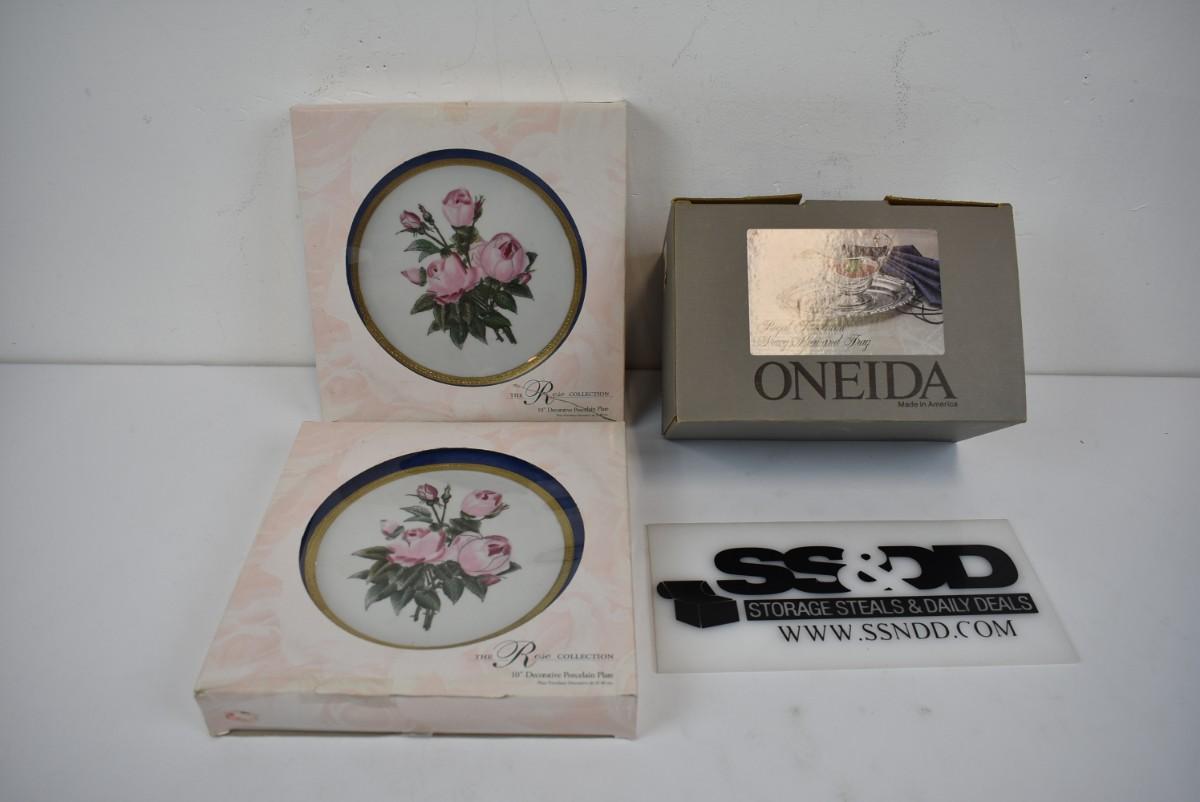 THE Rose COLLECTION
10" Decorative Porcelain Plate
Tray
ONEIDA
Made in America
THE Rose COLLECTION
10" Decorative Porcelain Plate
SS&DD
STORAGE STEALS & DAILY DEALS
WWW.SSNDD.COM